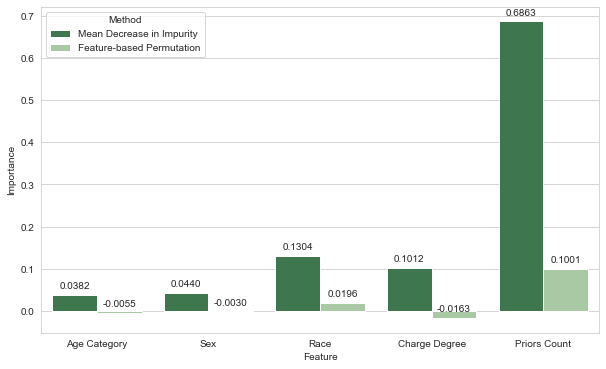 Method
Mean Decrease in Impurity
Feature-based Permutation
Importance
0.7
0.6
0.5
0.4
0.3
0.2
0.1
0.0
0.0382
-0.0055
0.0440
-0.0030
0.1304
0.0196
0.1012
-0.0163
0.6863
0.1001
Age Category
Sex
Race
Charge Degree
Priors Count
Feature